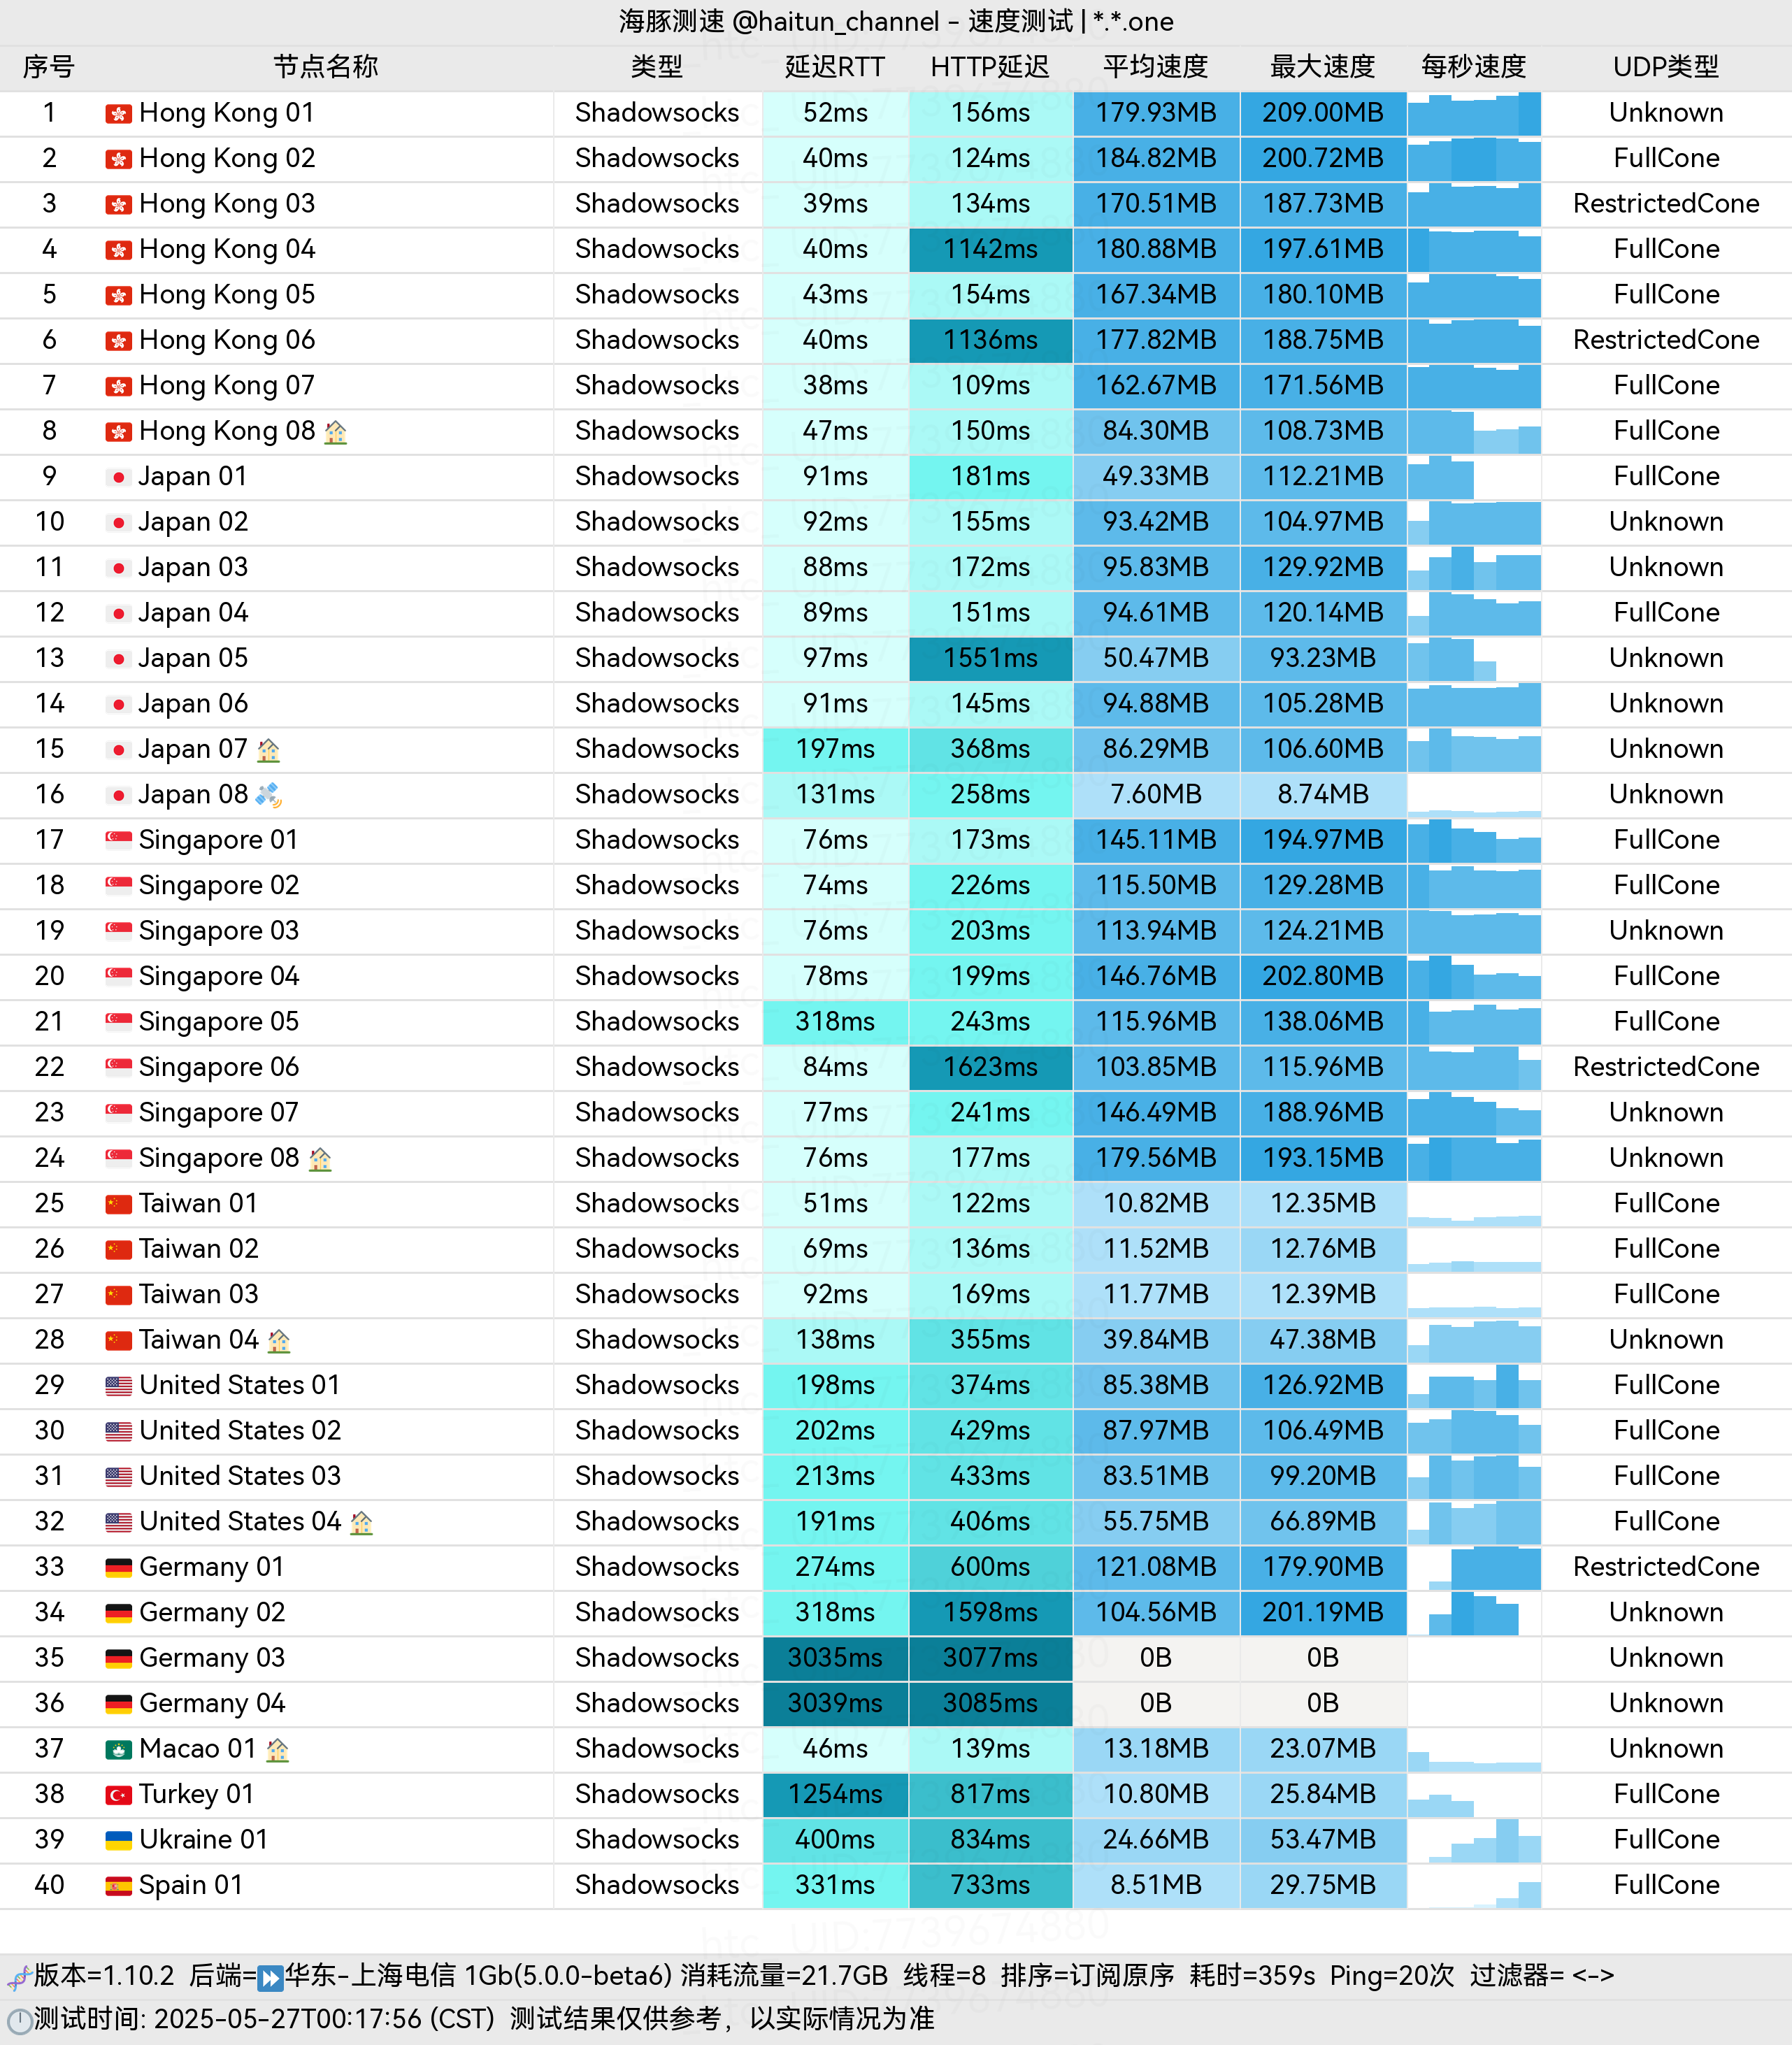 海豚测速 @haitun_channel - 速度测试 | *.*.one
序号 节点名称 类型 延迟RTT HTTP延迟 平均速度 最大速度 每秒速度 UDP类型
1 Hong Kong 01 Shadowsocks 52ms 156ms 179.93MB 209.00MB Unknown
2 Hong Kong 02 Shadowsocks 40ms 124ms 184.82MB 200.72MB FullCone
3 Hong Kong 03 Shadowsocks 39ms 134ms 170.51MB 187.73MB RestrictedCone
4 Hong Kong 04 Shadowsocks 40ms 1142ms 180.88MB 197.61MB FullCone
5 Hong Kong 05 Shadowsocks 43ms 154ms 167.34MB 180.10MB FullCone
6 Hong Kong 06 Shadowsocks 40ms 1136ms 177.82MB 188.75MB RestrictedCone
7 Hong Kong 07 Shadowsocks 38ms 109ms 162.67MB 171.56MB FullCone
8 Hong Kong 08 Shadowsocks 47ms 150ms 84.30MB 108.73MB FullCone
9 Japan 01 Shadowsocks 91ms 181ms 49.33MB 112.21MB FullCone
10 Japan 02 Shadowsocks 92ms 155ms 93.42MB 104.97MB Unknown
11 Japan 03 Shadowsocks 88ms 172ms 95.83MB 129.92MB Unknown
12 Japan 04 Shadowsocks 89ms 151ms 94.61MB 120.14MB FullCone
13 Japan 05 Shadowsocks 97ms 1551ms 50.47MB 93.23MB Unknown
14 Japan 06 Shadowsocks 91ms 145ms 94.88MB 105.28MB Unknown
15 Japan 07 Shadowsocks 197ms 368ms 86.29MB 106.60MB Unknown
16 Japan 08 Shadowsocks 131ms 258ms 7.60MB 8.74MB Unknown
17 Singapore 01 Shadowsocks 76ms 173ms 145.11MB 194.97MB FullCone
18 Singapore 02 Shadowsocks 74ms 226ms 115.50MB 129.28MB FullCone
19 Singapore 03 Shadowsocks 76ms 203ms 113.94MB 124.21MB Unknown
20 Singapore 04 Shadowsocks 78ms 199ms 146.76MB 202.80MB FullCone
21 Singapore 05 Shadowsocks 318ms 243ms 115.96MB 138.06MB FullCone
22 Singapore 06 Shadowsocks 84ms 1623ms 103.85MB 115.96MB RestrictedCone
23 Singapore 07 Shadowsocks 77ms 241ms 146.49MB 188.96MB Unknown
24 Singapore 08 Shadowsocks 76ms 177ms 179.56MB 193.15MB Unknown
25 Taiwan 01 Shadowsocks 51ms 122ms 10.82MB 12.35MB FullCone
26 Taiwan 02 Shadowsocks 69ms 136ms 11.52MB 12.76MB FullCone
27 Taiwan 03 Shadowsocks 92ms 169ms 11.77MB 12.39MB FullCone
28 Taiwan 04 Shadowsocks 138ms 355ms 39.84MB 47.38MB Unknown
29 United States 01 Shadowsocks 198ms 374ms 85.38MB 126.92MB FullCone
30 United States 02 Shadowsocks 202ms 429ms 87.97MB 106.49MB FullCone
31 United States 03 Shadowsocks 213ms 433ms 83.51MB 99.20MB FullCone
32 United States 04 Shadowsocks 191ms 406ms 55.75MB 66.89MB FullCone
33 Germany 01 Shadowsocks 274ms 600ms 121.08MB 179.90MB RestrictedCone
34 Germany 02 Shadowsocks 318ms 1598ms 104.56MB 201.19MB Unknown
35 Germany 03 Shadowsocks 3035ms 3077ms 0B 0B Unknown
36 Germany 04 Shadowsocks 3039ms 3085ms 0B 0B Unknown
37 Macao 01 Shadowsocks 46ms 139ms 13.18MB 23.07MB Unknown
38 Turkey 01 Shadowsocks 1254ms 817ms 10.80MB 25.84MB FullCone
39 Ukraine 01 Shadowsocks 400ms 834ms 24.66MB 53.47MB FullCone
40 Spain 01 Shadowsocks 331ms 733ms 8.51MB 29.75MB FullCone
htc_ UID:7739674880
版本=1.10.2 后端=⏩华东-上海电信 1Gb(5.0.0-beta6) 消耗流量=21.7GB 线程=8 排序=订阅原序 耗时=359s Ping=20次 过滤器= <->
测试时间: 2025-05-27T00:17:56 (CST) 测试结果仅供参考，以实际情况为准